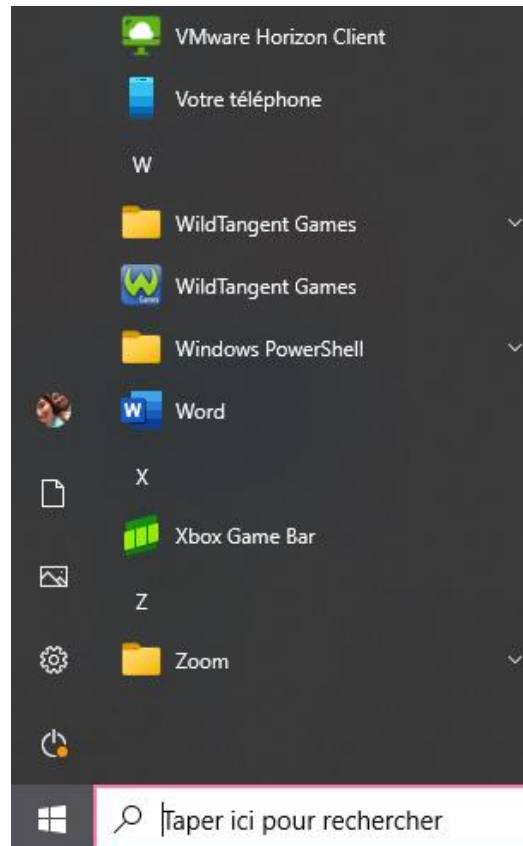 VMware Horizon Client
Votre téléphone
W
WildTangent Games
WildTangent Games
Windows PowerShell
Word
X
Xbox Game Bar
Z
Zoom
Taper ici pour rechercher